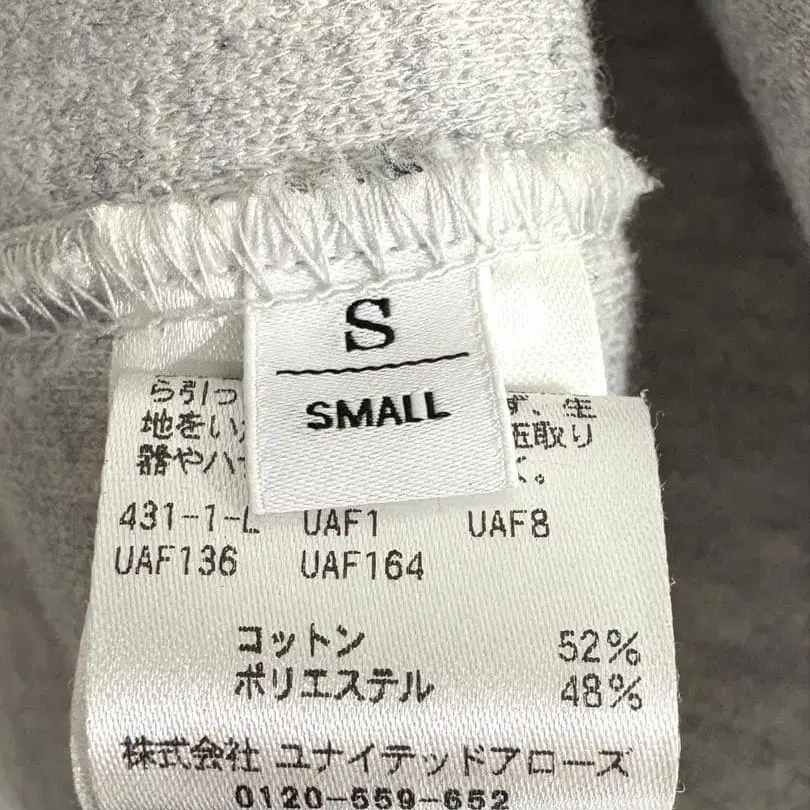 S
SMALL
ら引っ ず、生
地をい 在取り
器やハ 。
431-1-L UAF1 UAF8
UAF136 UAF164
コットン 52%
ポリエステル 48%
株式会社 ユナイテッドアローズ
0120-559-652